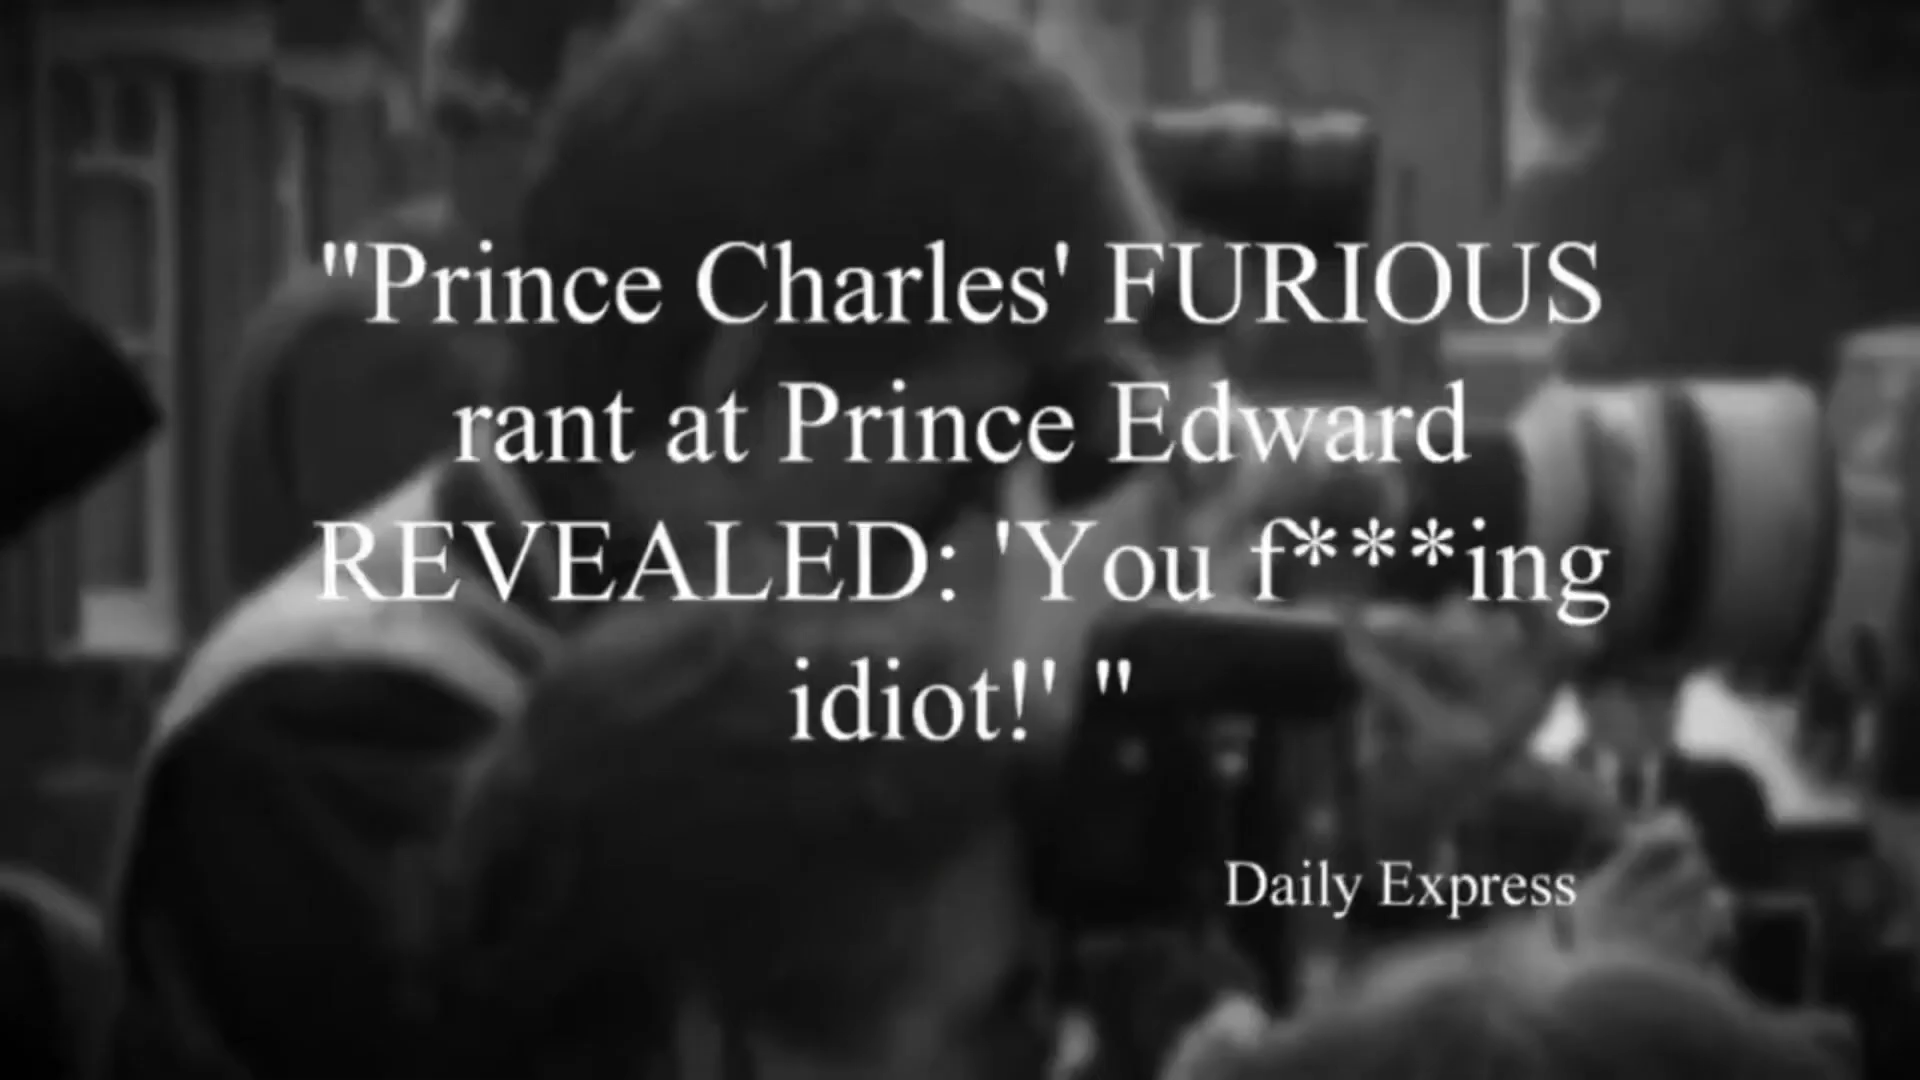 "Prince Charles' FURIOUS
rant at Prince Edward
REVEALED: 'You f***ing
idiot!' "
Daily Express